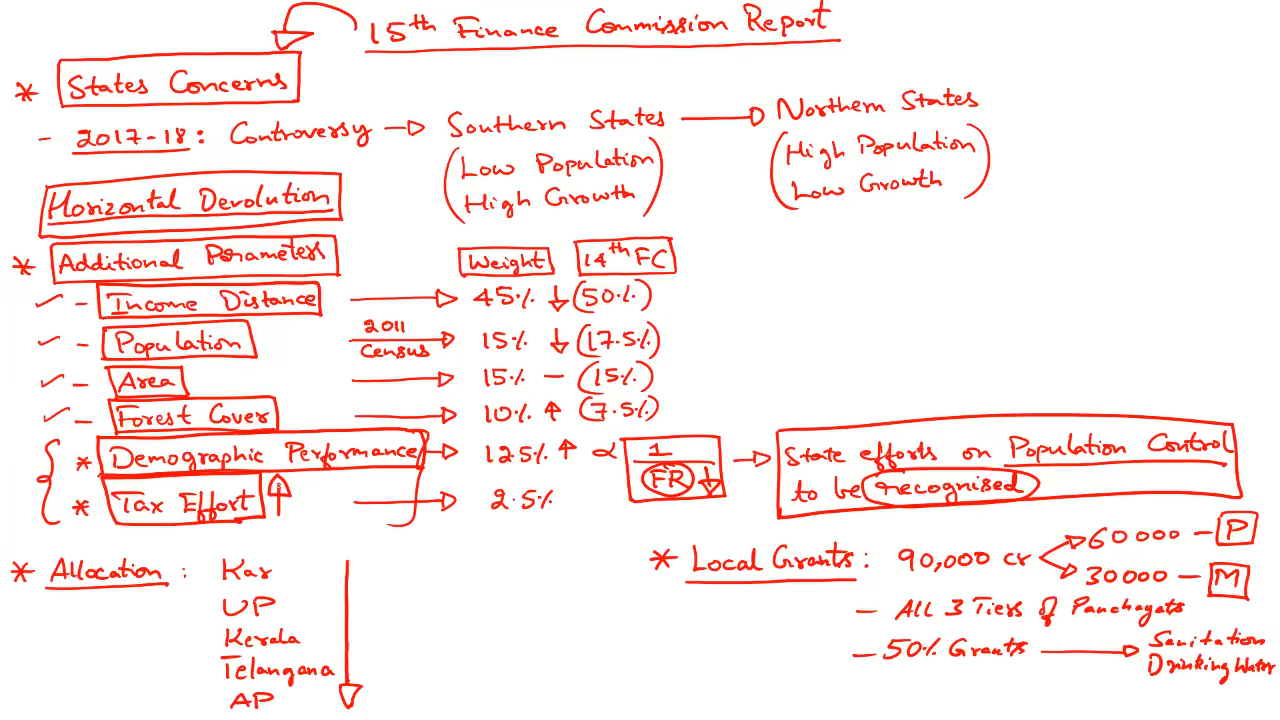 15th Finance Commission Report
* States Concerns
- 2017-18 : Controversy → Southern States → Northern States
(Low Population High Growth) (High Population Low Growth)
Horizontal Devolution
* Additional Parameters Weight 14th FC
✓ - Income Distance → 45% ↓ (50%)
✓ - Population 2011 Census → 15% ↓ (17.5%)
✓ - Area → 15% - (15%)
✓ - Forest Cover → 10% ↑ (7.5%)
* Demographic Performance → 12.5% ↑ ∝ 1/FR ↓ → State efforts on Population Control to be recognised
* Tax Effort ↑ → 2.5%
* Allocation : Kar
UP
Kerala
Telangana
AP
* Local Grants : 90,000 cr
60000 - P
30000 - M
- All 3 Tiers of Panchayats
- 50% Grants → Sanitation
Drinking Water